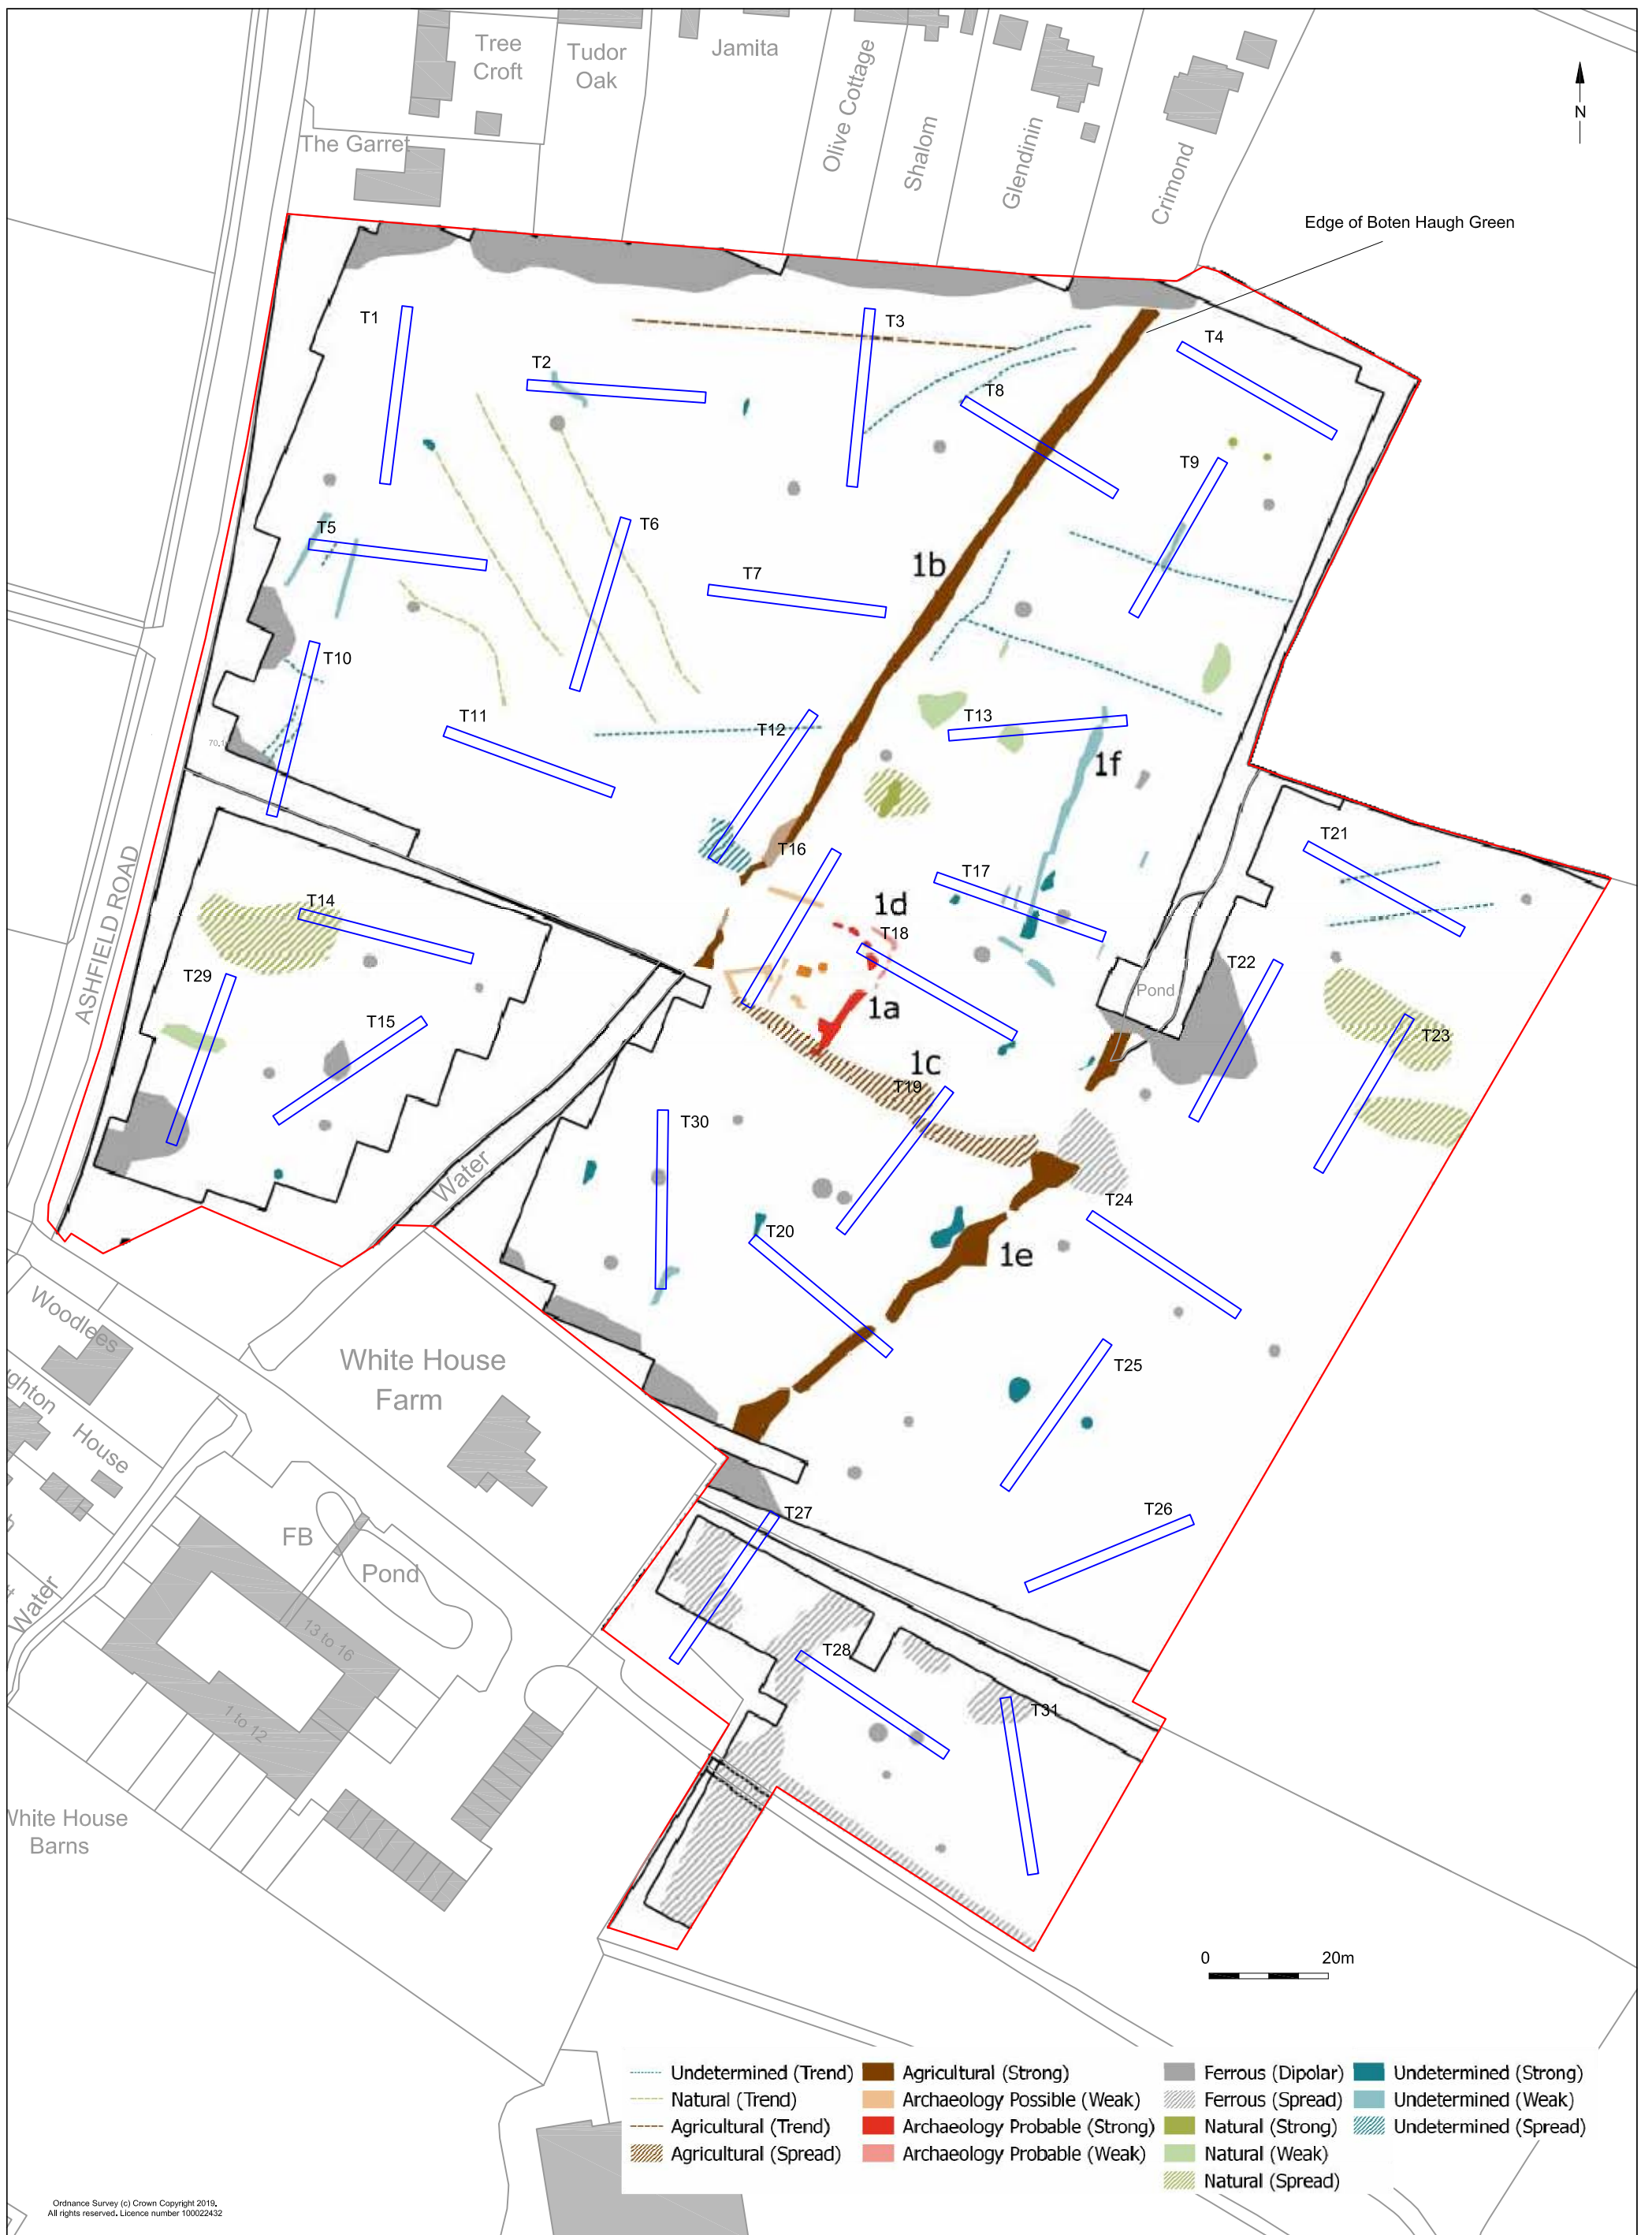 Tree
Croft
Tudor
Oak
Jamita
Olive Cottage
Shalom
Glendinin
Crimond
N
The Garret
Edge of Boten Haugh Green
T1
T2
T3
T4
T8
T9
T5
T6
T7
1b
T10
T11
T12
T13
1f
70.1
T16
T21
T17
1d
T18
ASHFIELD ROAD
T14
T29
T15
T22
Pond
1a
T23
1c
T19
T30
Water
T24
T20
1e
Woodlees
ghton
House
White House
Farm
T25
T26
T27
FB
Pond
Water
13 to 16
1 to 12
T28
T31
White House
Barns
0 20m
Undetermined (Trend)
Natural (Trend)
Agricultural (Trend)
Agricultural (Spread)
Agricultural (Strong)
Archaeology Possible (Weak)
Archaeology Probable (Strong)
Archaeology Probable (Weak)
Ferrous (Dipolar)
Ferrous (Spread)
Natural (Strong)
Natural (Weak)
Natural (Spread)
Undetermined (Strong)
Undetermined (Weak)
Undetermined (Spread)
Ordnance Survey (c) Crown Copyright 2019.
All rights reserved. Licence number 100022432